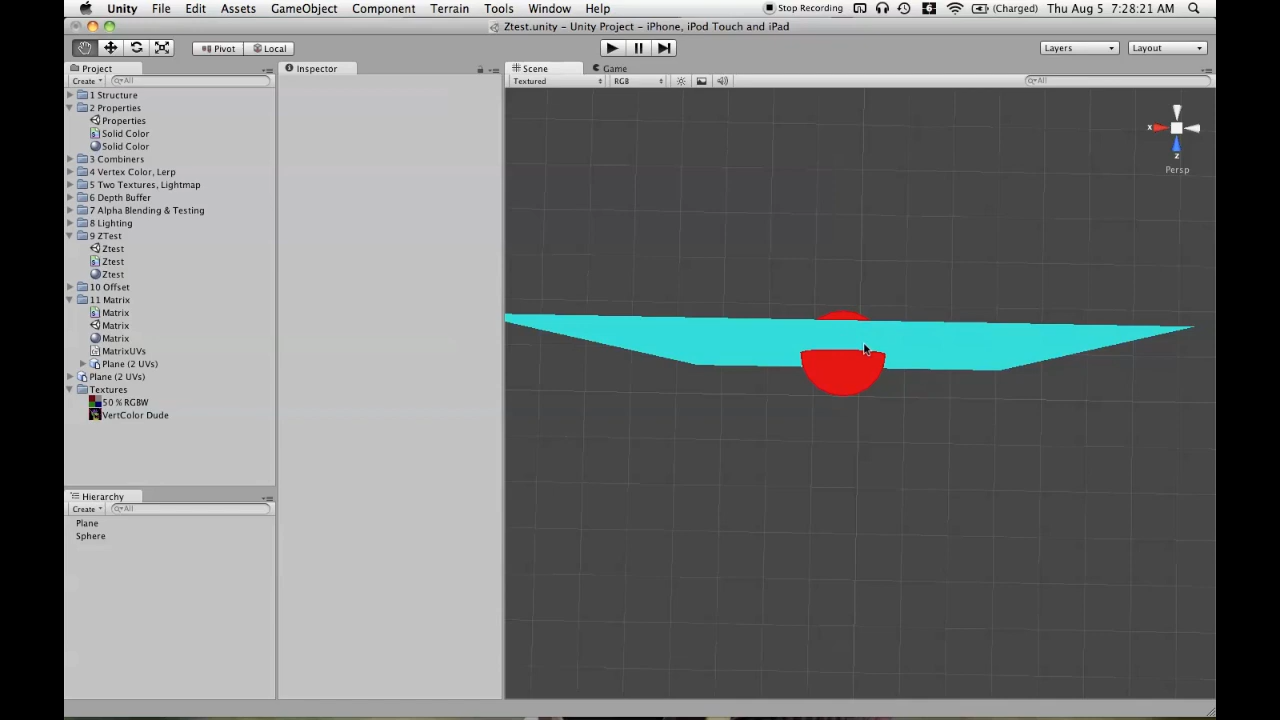 Unity File Edit Assets GameObject Component Terrain Tools Window Help Stop Recording (Charged) Thu Aug 5 7:28:21 AM
Ztest.unity – Unity Project – iPhone, iPod Touch and iPad
Pivot Local Layers Layout
Project
Create All
1 Structure
2 Properties
Properties
Solid Color
Solid Color
3 Combiners
4 Vertex Color, Lerp
5 Two Textures, Lightmap
6 Depth Buffer
7 Alpha Blending & Testing
8 Lighting
9 ZTest
Ztest
Ztest
Ztest
10 Offset
11 Matrix
Matrix
Matrix
Matrix
MatrixUVs
Plane (2 UVs)
Plane (2 UVs)
Textures
50 % RGBW
VertColor Dude
Hierarchy
Create All
Plane
Sphere
Inspector
Scene Game
Textured RGB All
x
z
Persp